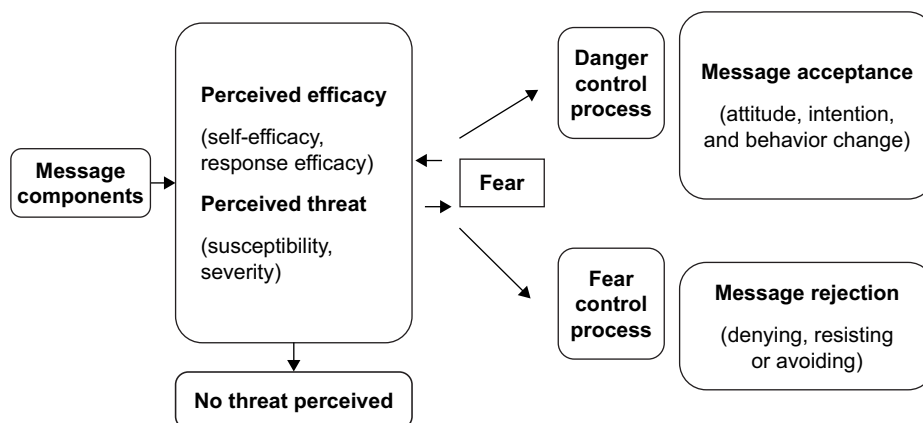 Message
components
Perceived efficacy
(self-efficacy,
response efficacy)
Perceived threat
(susceptibility,
severity)
No threat perceived
Fear
Danger
control
process
Message acceptance
(attitude, intention,
and behavior change)
Fear
control
process
Message rejection
(denying, resisting
or avoiding)